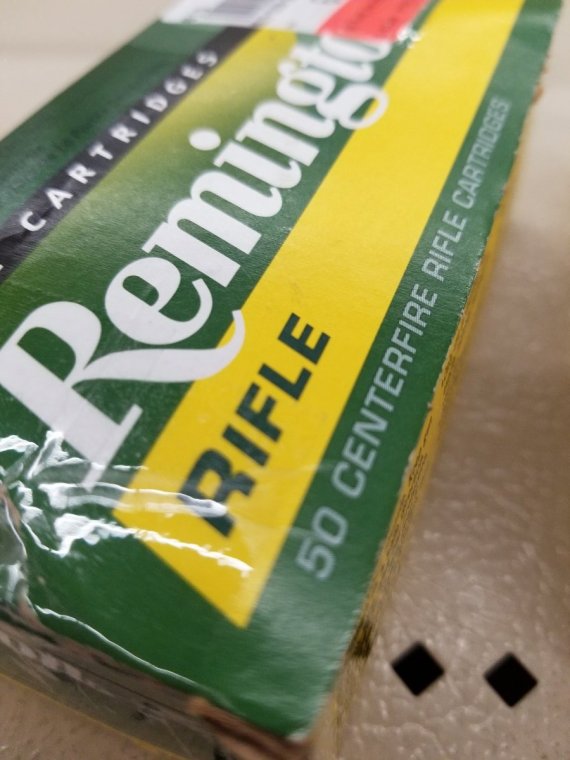 CARTRIDGES
Remington
RIFLE
50 CENTERFIRE RIFLE CARTRIDGES